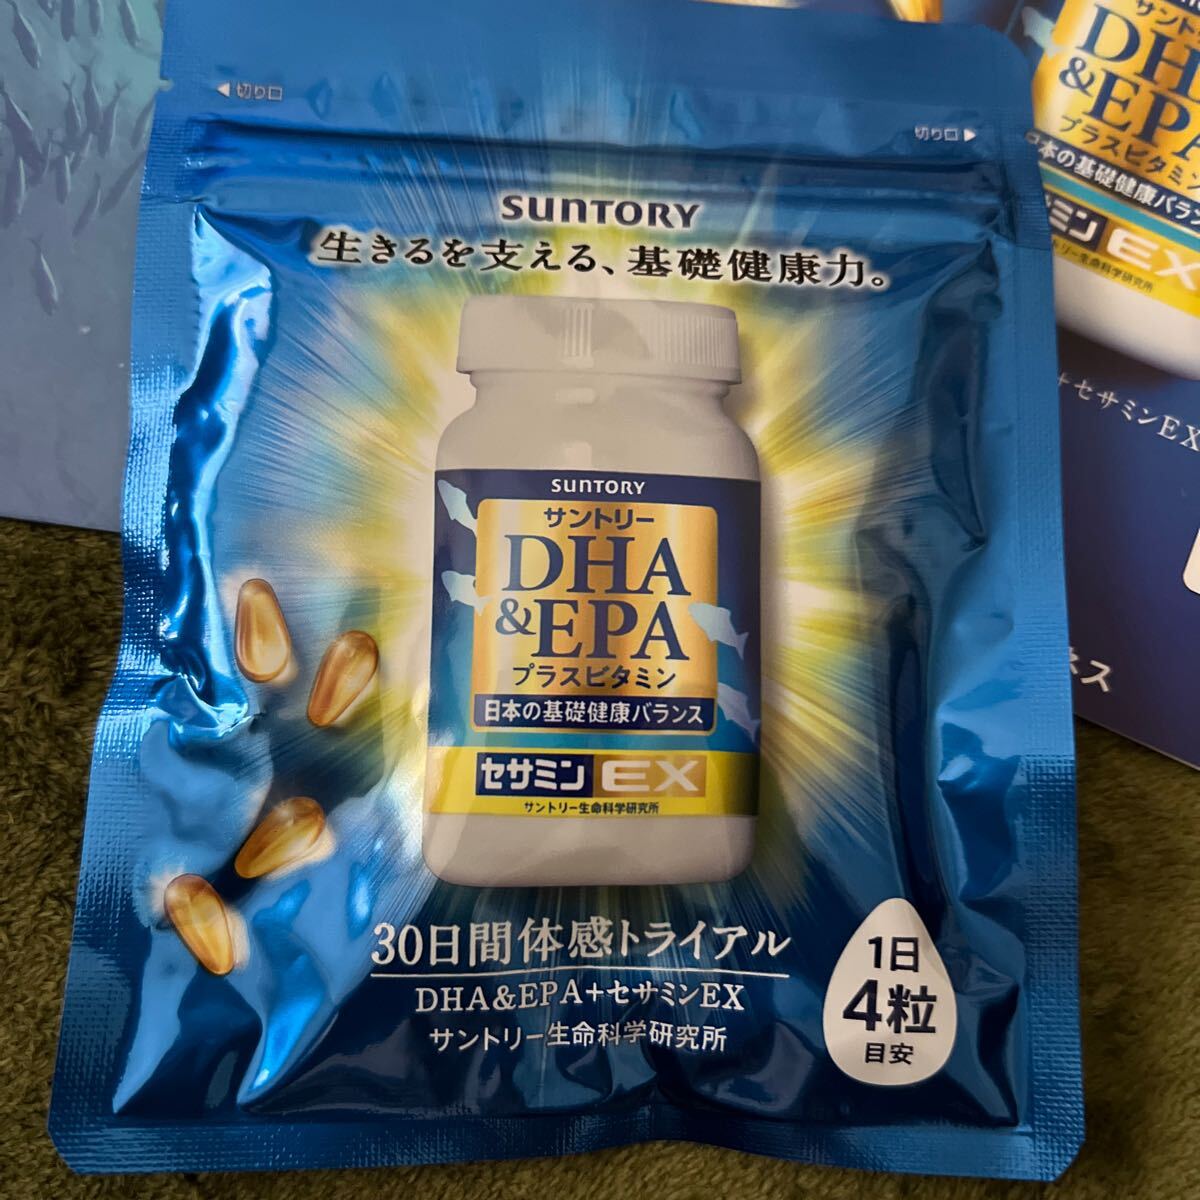 切り口
切り口
SUNTORY
生きるを支える、基礎健康力。
SUNTORY
サントリー
DHA
&EPA
プラスビタミン
日本の基礎健康バランス
セサミンEX
サントリー生命科学研究所
30日間体感トライアル
DHA&EPA+セサミンEX
サントリー生命科学研究所
1日
4粒
目安
サント
DH
&EPA
プラスビタミン
日本の基礎健康バラン
ミンEX
リー生命科学研究所
+セサミンEX
ネス